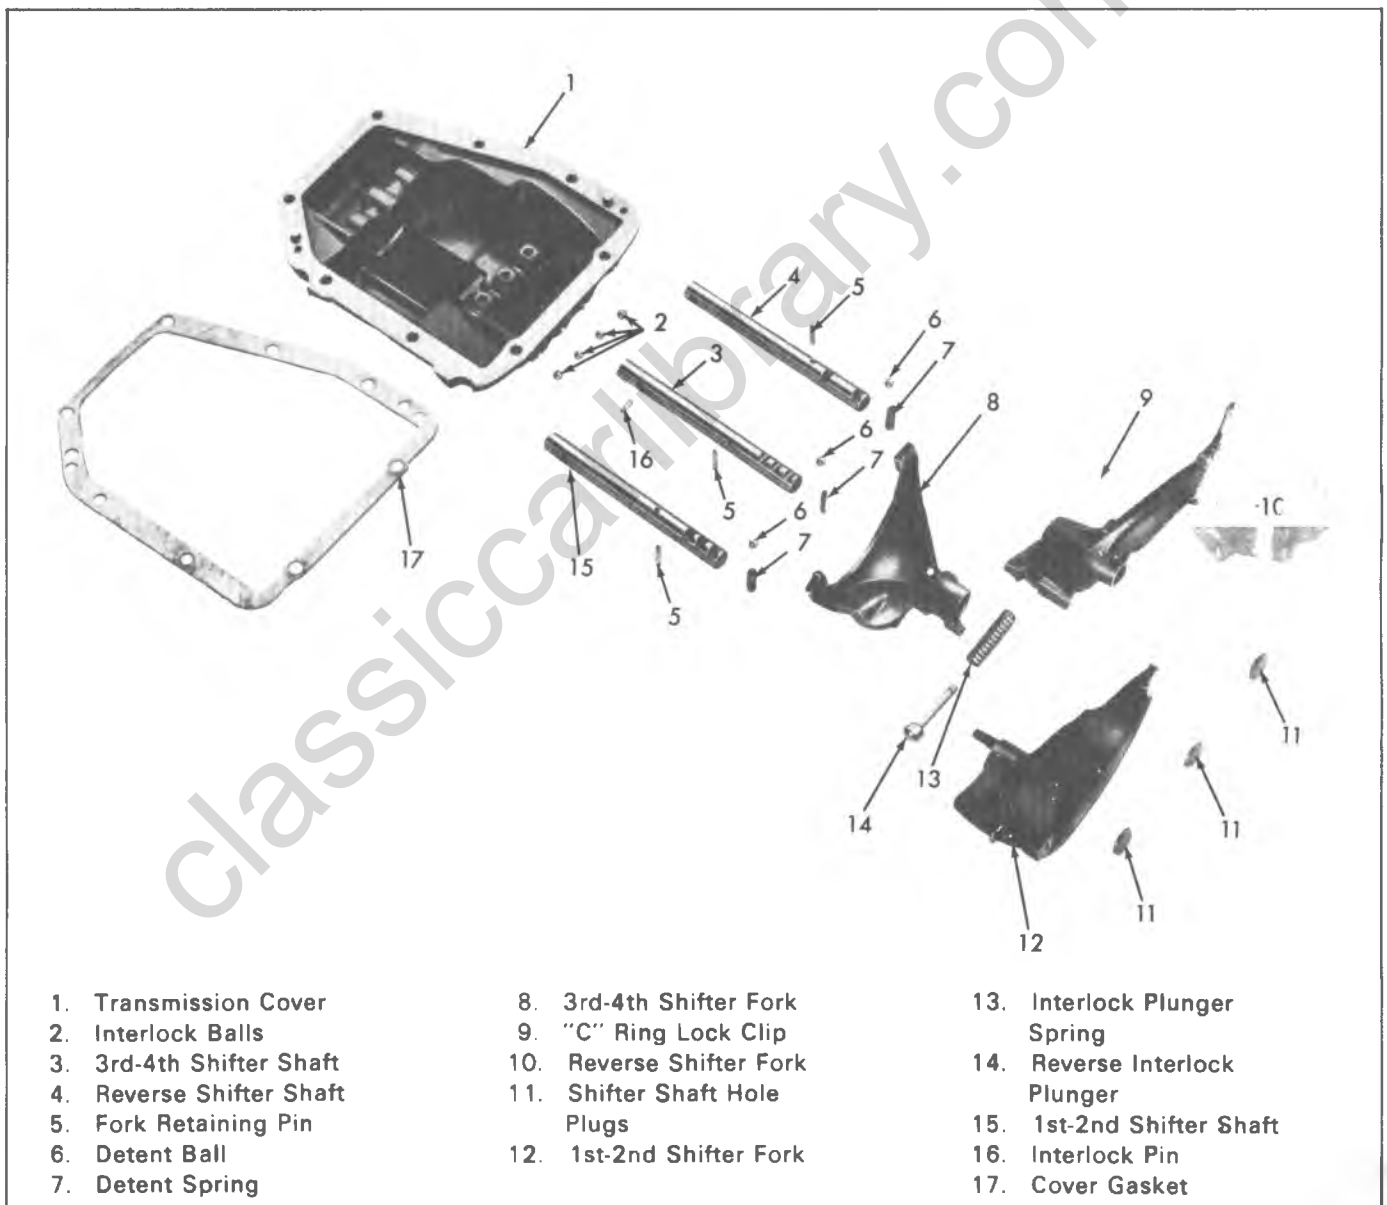 classiccarlibrary.com
1
2
3
4
5
6
7
8
9
6
7
-1C
16
5
6
7
17
15
5
13
14
11
11
11
12
1. Transmission Cover
2. Interlock Balls
3. 3rd-4th Shifter Shaft
4. Reverse Shifter Shaft
5. Fork Retaining Pin
6. Detent Ball
7. Detent Spring
8. 3rd-4th Shifter Fork
9. "C" Ring Lock Clip
10. Reverse Shifter Fork
11. Shifter Shaft Hole
Plugs
12. 1st-2nd Shifter Fork
13. Interlock Plunger
Spring
14. Reverse Interlock
Plunger
15. 1st-2nd Shifter Shaft
16. Interlock Pin
17. Cover Gasket